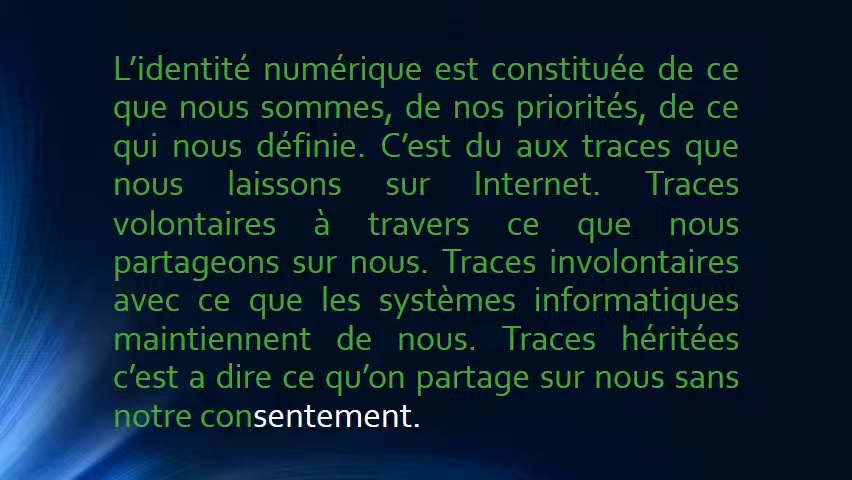 L’identité numérique est constituée de ce
que nous sommes, de nos priorités, de ce
qui nous définie. C’est du aux traces que
nous laissons sur Internet. Traces
volontaires à travers ce que nous
partageons sur nous. Traces involontaires
avec ce que les systèmes informatiques
maintiennent de nous. Traces héritées
c’est a dire ce qu’on partage sur nous sans
notre consentement.